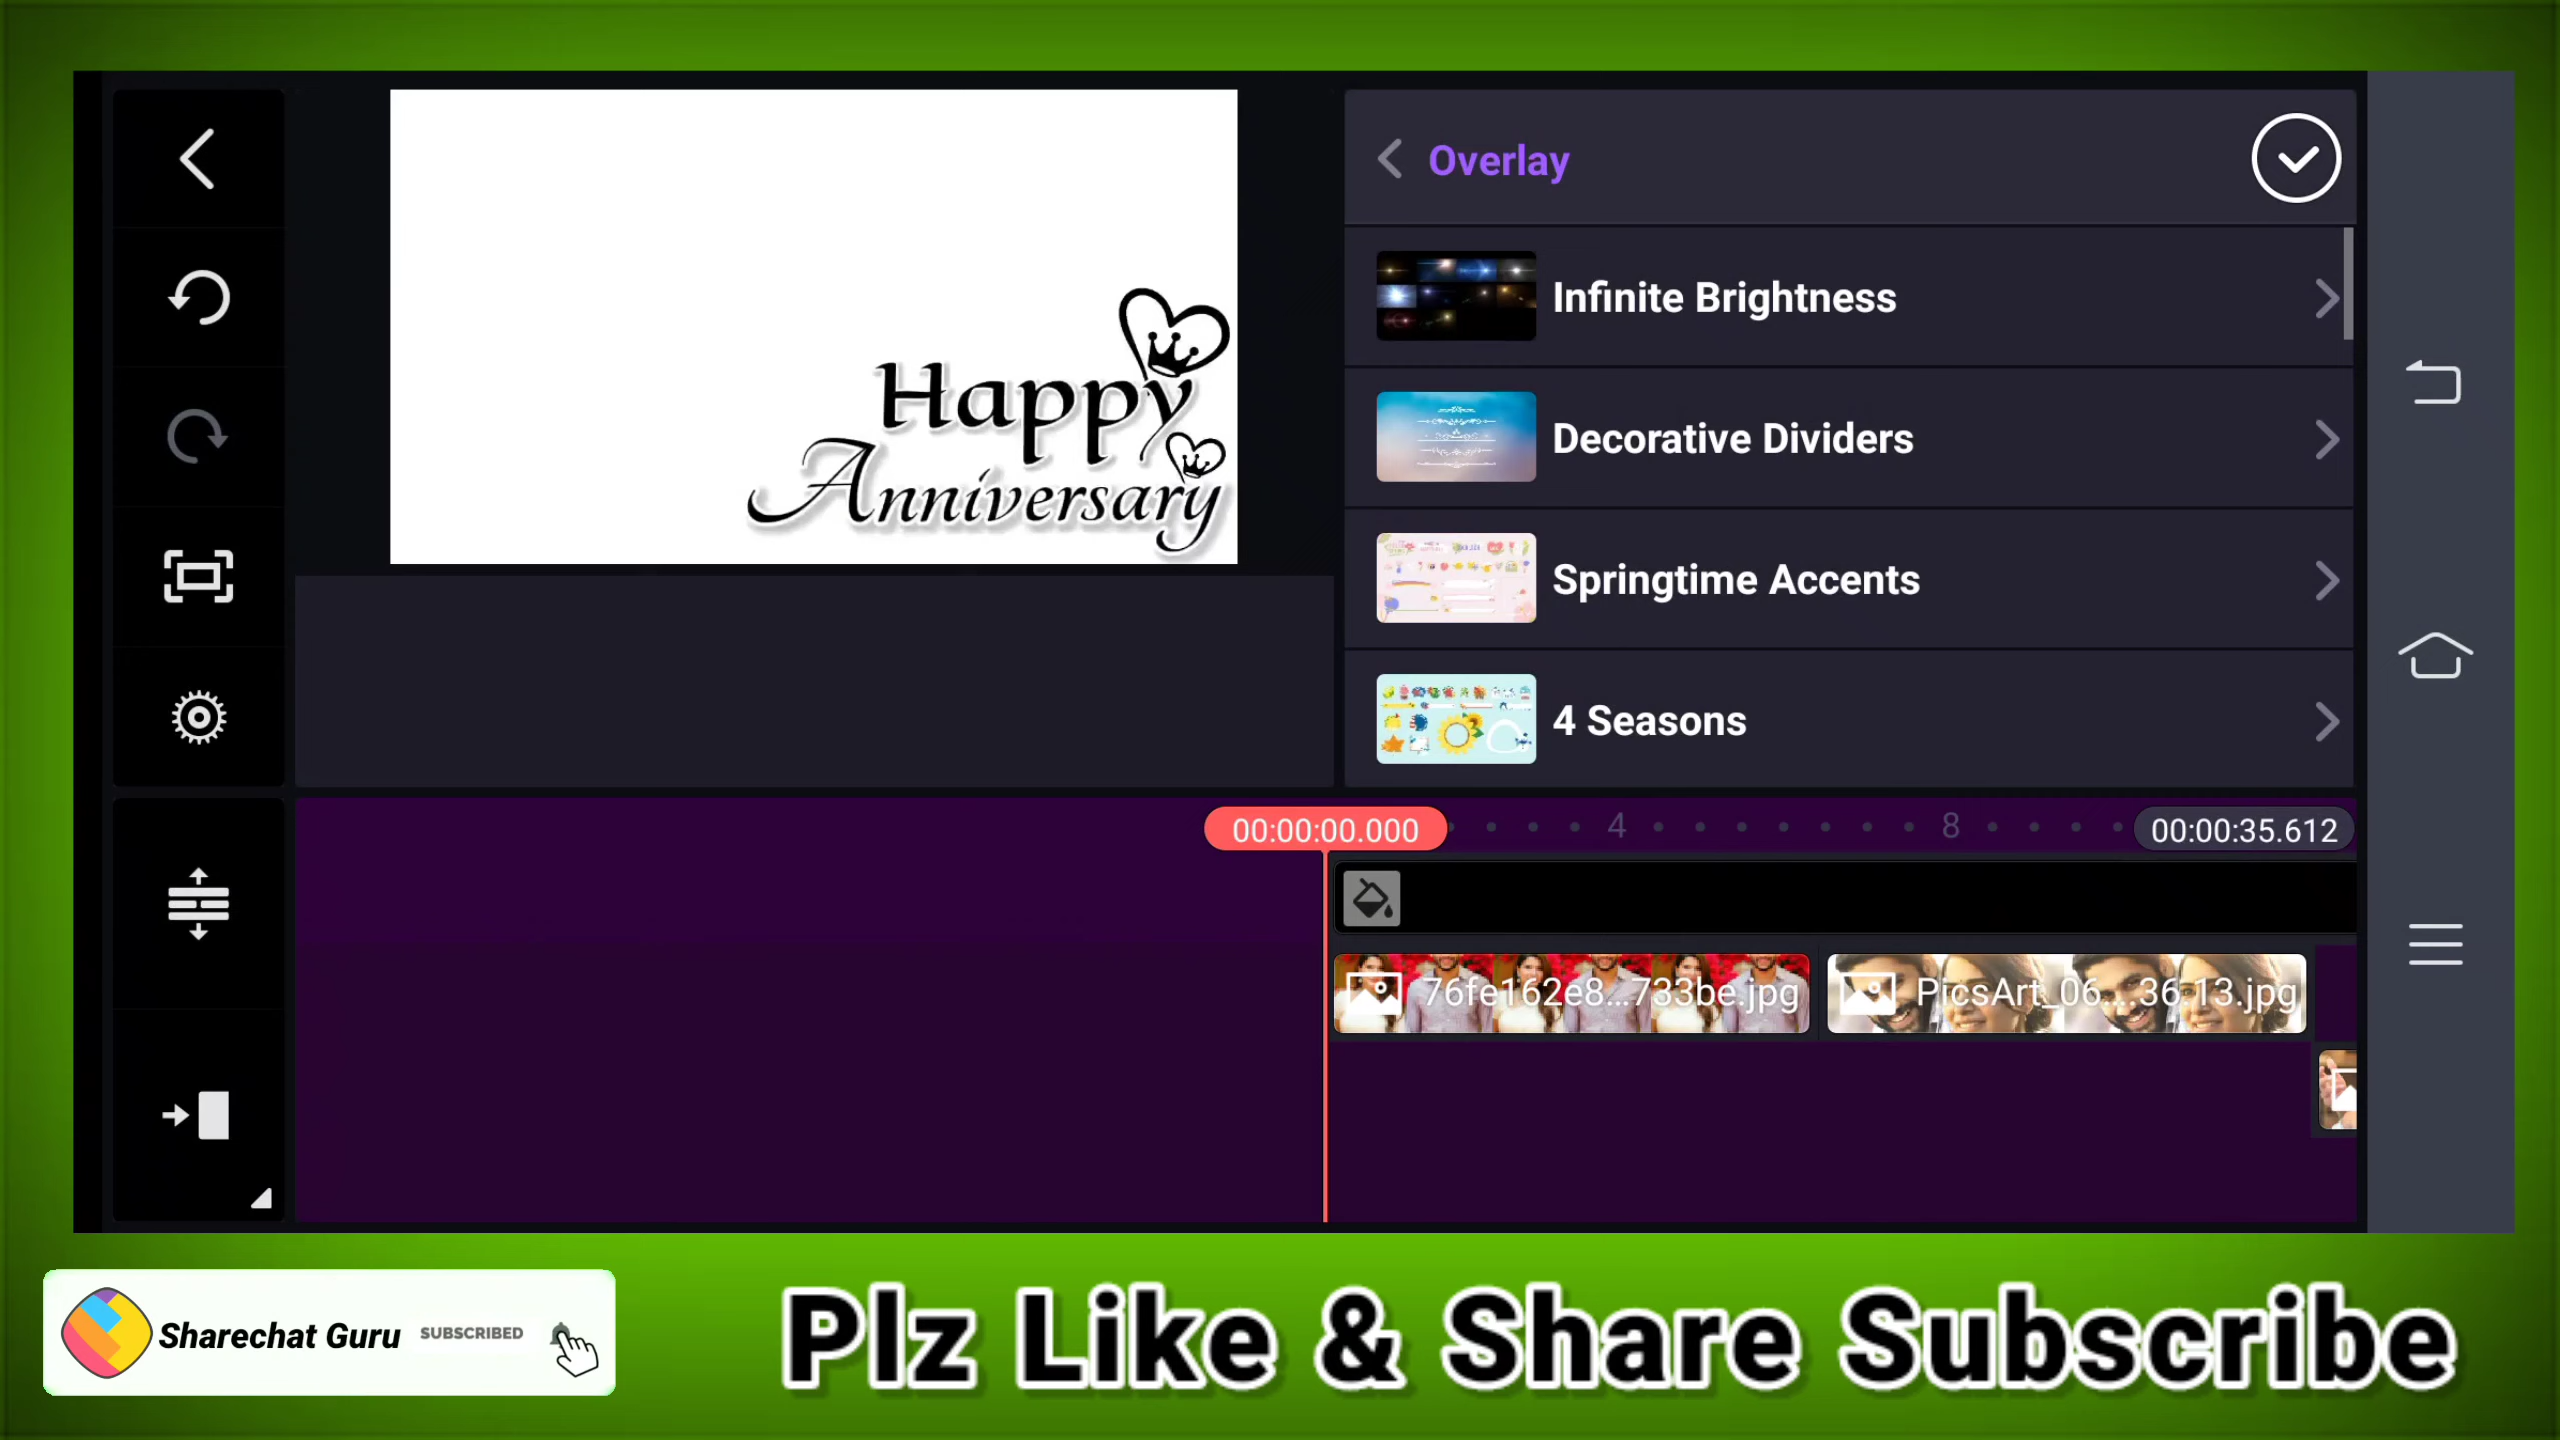 Overlay
Infinite Brightness
Decorative Dividers
Springtime Accents
4 Seasons
Happy
Anniversary
00:00:00.000
4
8
00:00:35.612
76fe162e8...733be.jpg
PicsArt_06....36.13.jpg
Sharechat Guru
SUBSCRIBED
Plz Like & Share Subscribe